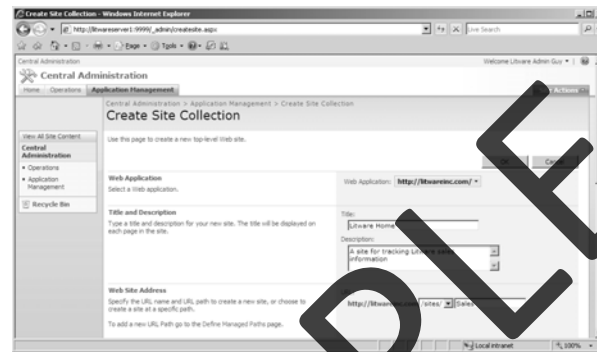 Create Site Collection - Windows Internet Explorer
http://litwareserver1:9999/_admin/createsite.aspx
Live Search
Page
Tools
Central Administration
Welcome Litware Admin Guy
Central Administration
Home
Operations
Application Management
Actions
Central Administration > Application Management > Create Site Collection
Create Site Collection
View All Site Content
Central Administration
Operations
Application Management
Recycle Bin
Use this page to create a new top-level Web site.
Cancel
Web Application
Select a Web application.
Web Application: http://litwareinc.com/
Title and Description
Type a title and description for your new site. The title will be displayed on
each page in the site.
Title:
Litware Home
Description:
A site for tracking Litware sales
information
Web Site Address
Specify the URL name and URL path to create a new site, or choose to
create a site at a specific path.
To add a new URL Path go to the Define Managed Paths page.
/sites/
Sales
Local intranet
100%
PLE